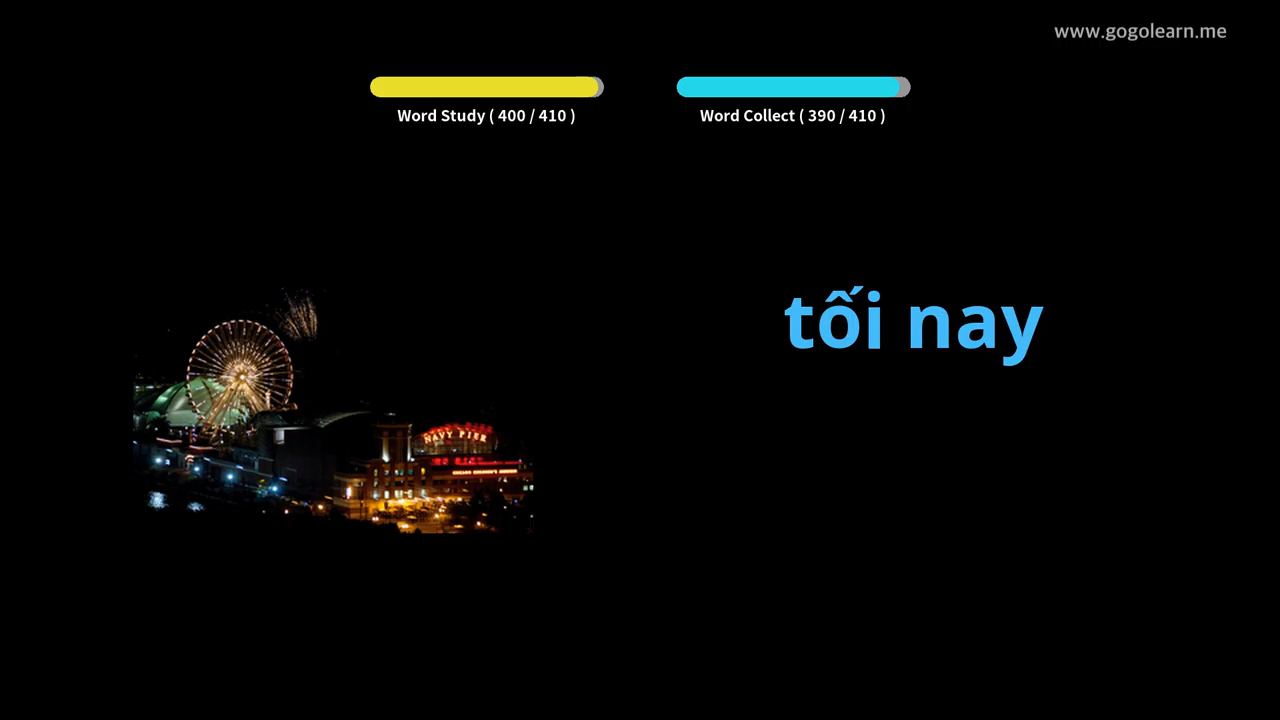 www.gogolearn.me
Word Study ( 400 / 410 )
Word Collect ( 390 / 410 )
tối nay
NAVY PIER